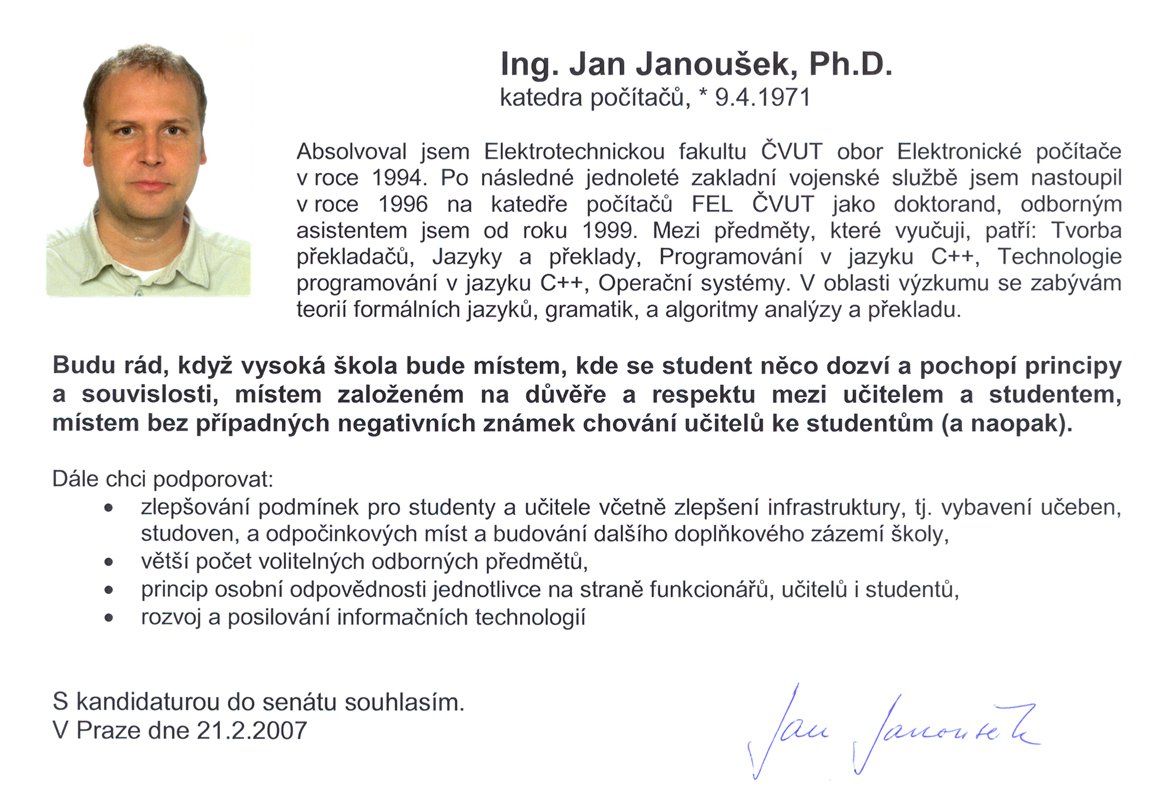 Ing. Jan Janoušek, Ph.D.
katedra počítačů, * 9.4.1971
Absolvoval jsem Elektrotechnickou fakultu ČVUT obor Elektronické počítače
v roce 1994. Po následné jednoleté zakladní vojenské službě jsem nastoupil
v roce 1996 na katedře počítačů FEL ČVUT jako doktorand, odborným
asistentem jsem od roku 1999. Mezi předměty, které vyučuji, patří: Tvorba
překladačů, Jazyky a překlady, Programování v jazyku C++, Technologie
programování v jazyku C++, Operační systémy. V oblasti výzkumu se zabývám
teorií formálních jazyků, gramatik, a algoritmy analýzy a překladu.
Budu rád, když vysoká škola bude místem, kde se student něco dozví a pochopí principy
a souvislosti, místem založeném na důvěře a respektu mezi učitelem a studentem,
místem bez případných negativních známek chování učitelů ke studentům (a naopak).
Dále chci podporovat:
• zlepšování podmínek pro studenty a učitele včetně zlepšení infrastruktury, tj. vybavení učeben,
studoven, a odpočinkových míst a budování dalšího doplňkového zázemí školy,
• větší počet volitelných odborných předmětů,
• princip osobní odpovědnosti jednotlivce na straně funkcionářů, učitelů i studentů,
• rozvoj a posilování informačních technologií
S kandidaturou do senátu souhlasím.
V Praze dne 21.2.2007
Jan Janoušek